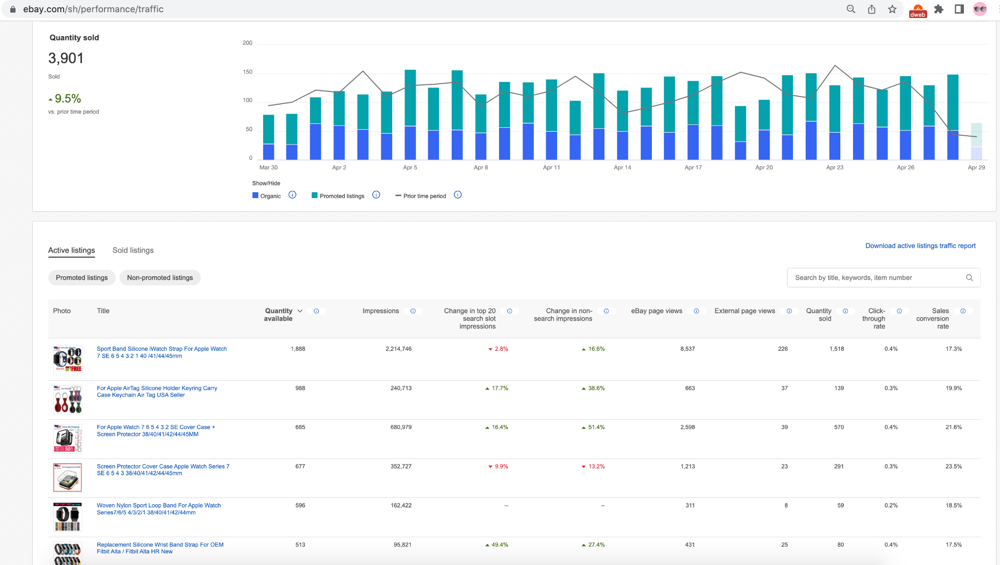 ebay.com/sh/performance/traffic
dweb
Quantity sold
3,901
Sold
9.5%
vs. prior time period
200
150
100
50
0
Mar 30 Apr 2 Apr 5 Apr 8 Apr 11 Apr 14 Apr 17 Apr 20 Apr 23 Apr 26 Apr 29
Show/Hide
Organic Promoted listings Prior time period
Active listings Sold listings
Download active listings traffic report
Promoted listings Non-promoted listings
Search by title, keywords, item number
Photo Title Quantity available Impressions Change in top 20 search slot impressions Change in non-search impressions eBay page views External page views Quantity sold Click-through rate Sales conversion rate
Sport Band Silicone iWatch Strap For Apple Watch 1,888 2,214,746 2.8% 16.6% 8,537 226 1,518 0.4% 17.3%
7 SE 6 5 4 3 2 1 40 /41/44/45mm
For Apple AirTag Silicone Holder Keyring Carry 988 240,713 17.7% 38.6% 663 37 139 0.3% 19.9%
Case Keychain Air Tag USA Seller
For Apple Watch 7 6 5 4 3 2 SE Cover Case + 685 680,979 16.4% 51.4% 2,598 39 570 0.4% 21.6%
Screen Protector 38/40/41/42/44/45MM
Screen Protector Cover Case Apple Watch Series 7 677 352,727 9.9% 13.2% 1,213 23 291 0.3% 23.5%
SE 6 5 4 3 38/40/41/42/44/45mm
Woven Nylon Sport Loop Band For Apple Watch 596 162,422 -- -- 311 8 59 0.2% 18.5%
Series7/6/5 4/3/2/1 38/40/41/42/44mm
Replacement Silicone Wrist Band Strap For OEM 513 95,821 49.4% 27.4% 431 25 80 0.4% 17.5%
Fitbit Alta / Fitbit Alta HR New
Same day Shipping
FREE
Same day Shipping
50%